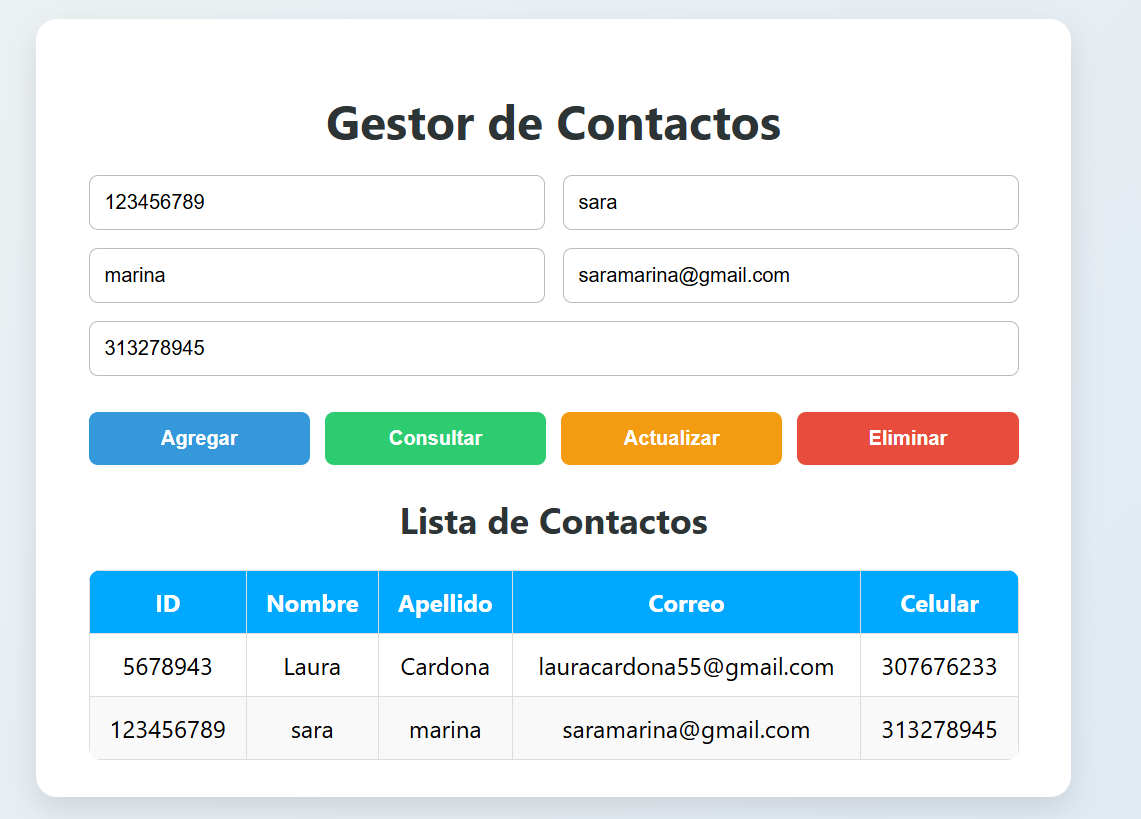 Gestor de Contactos
123456789 sara
marina saramarina@gmail.com
313278945
Agregar Consultar Actualizar Eliminar
Lista de Contactos
ID Nombre Apellido Correo Celular
5678943 Laura Cardona lauracardona55@gmail.com 307676233
123456789 sara marina saramarina@gmail.com 313278945